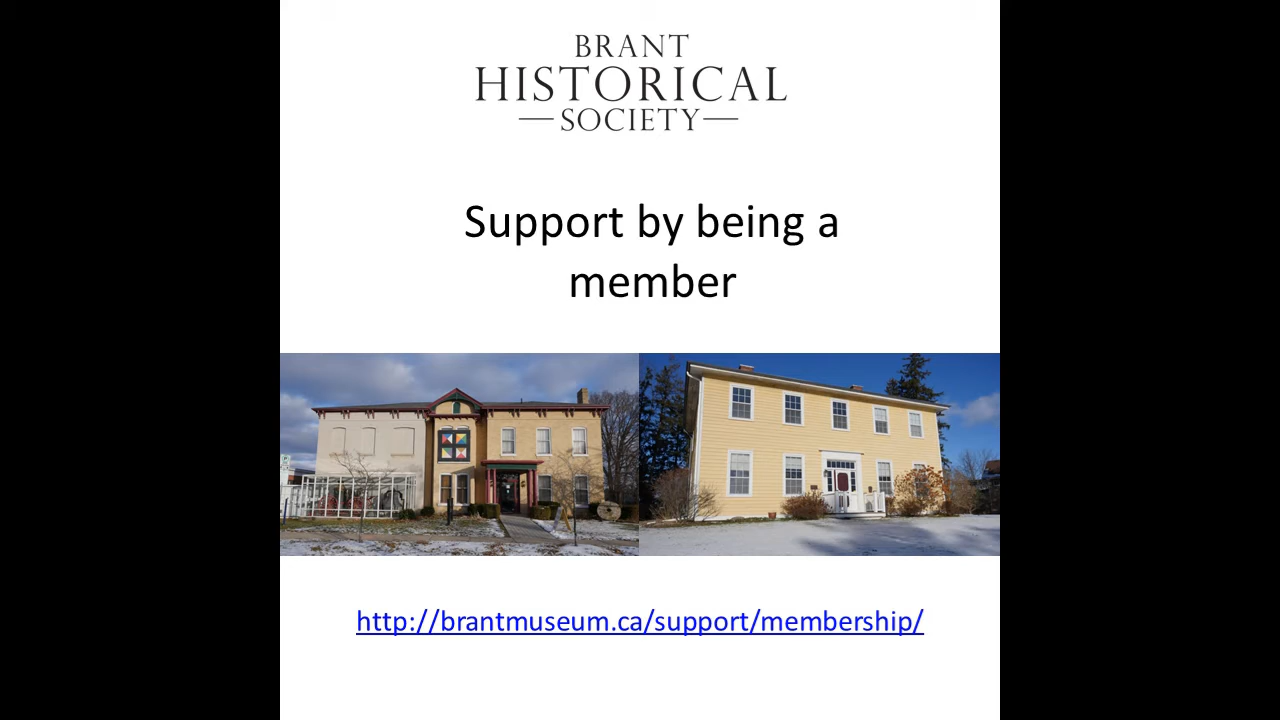 BRANT
HISTORICAL
SOCIETY
Support by being a
member
http://brantmuseum.ca/support/membership/